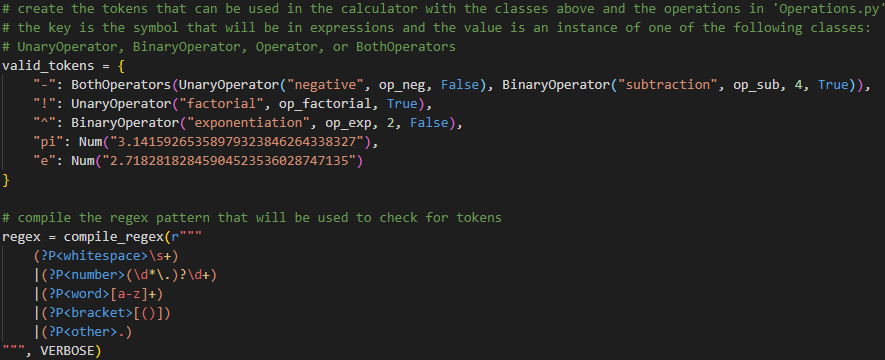 # create the tokens that can be used in the calculator with the classes above and the operations in 'Operations.py'
# the key is the symbol that will be in expressions and the value is an instance of one of the following classes:
# UnaryOperator, BinaryOperator, Operator, or BothOperators
valid_tokens = {
    "-": BothOperators(UnaryOperator("negative", op_neg, False), BinaryOperator("subtraction", op_sub, 4, True)),
    "!": UnaryOperator("factorial", op_factorial, True),
    "^": BinaryOperator("exponentiation", op_exp, 2, False),
    "pi": Num("3.1415926535897932384626433832​7"),
    "e": Num("2.71828182845904523536028747135")
}
# compile the regex pattern that will be used to check for tokens
regex = compile_regex(r"""
    (?P<whitespace>\s+)
    |(?P<number>(\d*\.)?\d+)
    |(?P<word>[a-z]+)
    |(?P<bracket>[()])
    |(?P<other>.)
""", VERBOSE)